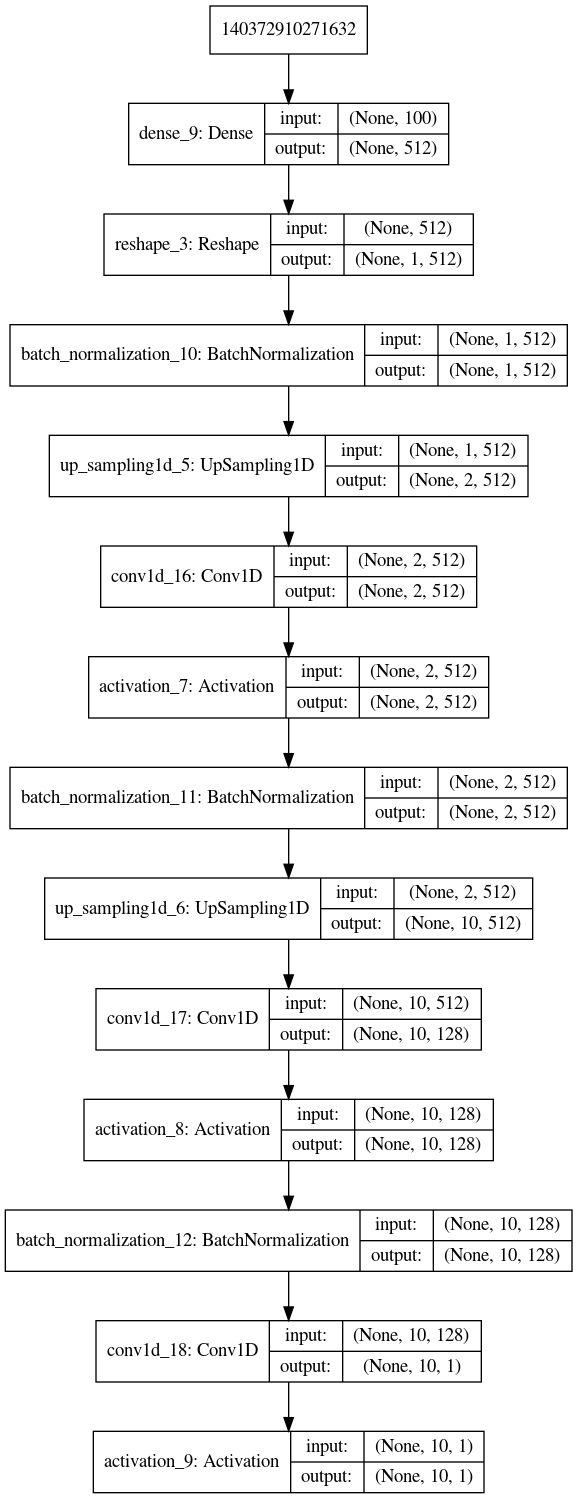 140372910271632
dense_9: Dense
input:
(None, 100)
output:
(None, 512)
reshape_3: Reshape
input:
(None, 512)
output:
(None, 1, 512)
batch_normalization_10: BatchNormalization
input:
(None, 1, 512)
output:
(None, 1, 512)
up_sampling1d_5: UpSampling1D
input:
(None, 1, 512)
output:
(None, 2, 512)
conv1d_16: Conv1D
input:
(None, 2, 512)
output:
(None, 2, 512)
activation_7: Activation
input:
(None, 2, 512)
output:
(None, 2, 512)
batch_normalization_11: BatchNormalization
input:
(None, 2, 512)
output:
(None, 2, 512)
up_sampling1d_6: UpSampling1D
input:
(None, 2, 512)
output:
(None, 10, 512)
conv1d_17: Conv1D
input:
(None, 10, 512)
output:
(None, 10, 128)
activation_8: Activation
input:
(None, 10, 128)
output:
(None, 10, 128)
batch_normalization_12: BatchNormalization
input:
(None, 10, 128)
output:
(None, 10, 128)
conv1d_18: Conv1D
input:
(None, 10, 128)
output:
(None, 10, 1)
activation_9: Activation
input:
(None, 10, 1)
output:
(None, 10, 1)